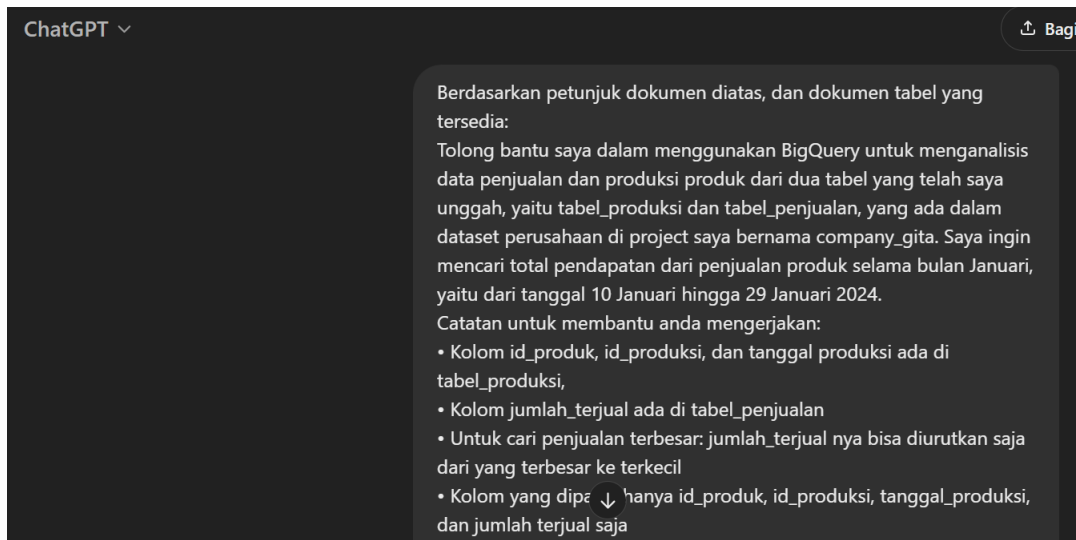 ChatGPT
Bagi
Berdasarkan petunjuk dokumen diatas, dan dokumen tabel yang
tersedia:
Tolong bantu saya dalam menggunakan BigQuery untuk menganalisis
data penjualan dan produksi produk dari dua tabel yang telah saya
unggah, yaitu tabel_produksi dan tabel_penjualan, yang ada dalam
dataset perusahaan di project saya bernama company_gita. Saya ingin
mencari total pendapatan dari penjualan produk selama bulan Januari,
yaitu dari tanggal 10 Januari hingga 29 Januari 2024.
Catatan untuk membantu anda mengerjakan:
• Kolom id_produk, id_produksi, dan tanggal produksi ada di
tabel_produksi,
• Kolom jumlah_terjual ada di tabel_penjualan
• Untuk cari penjualan terbesar: jumlah_terjual nya bisa diurutkan saja
dari yang terbesar ke terkecil
• Kolom yang hanya id_produk, id_produksi, tanggal_produksi,
dan jumlah terjual saja